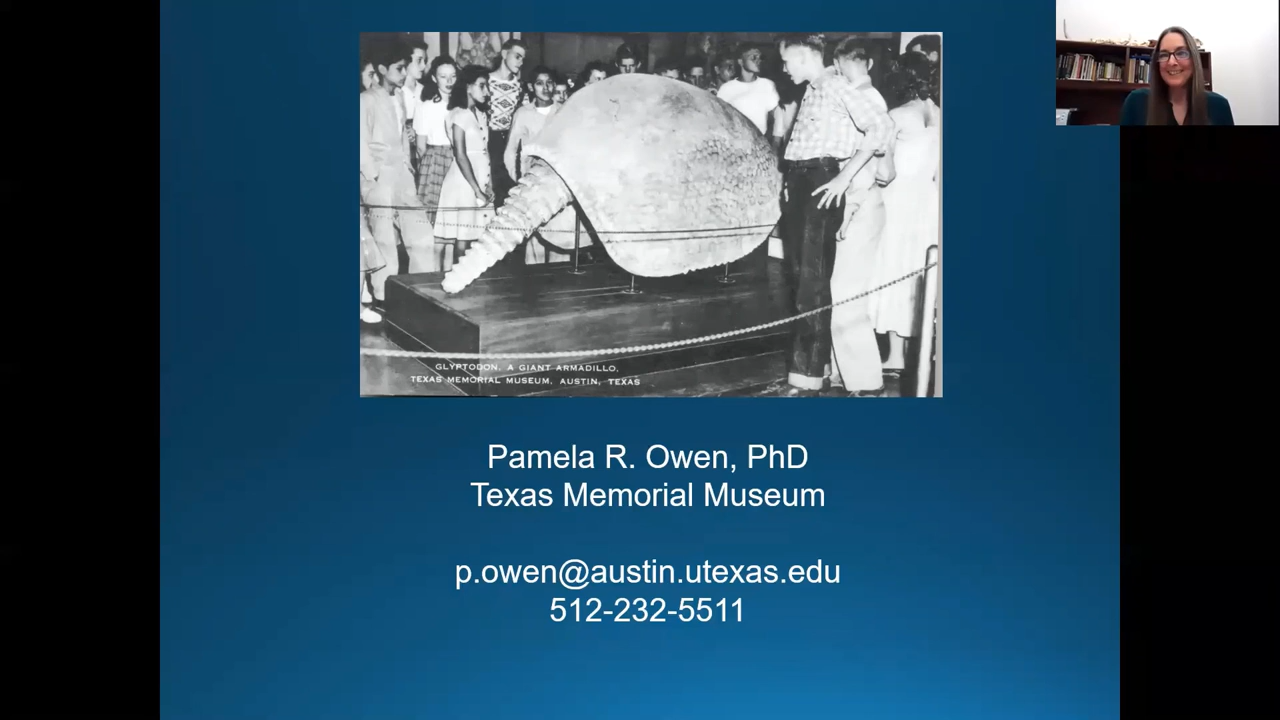 GLYPTODON, A GIANT ARMADILLO,
TEXAS MEMORIAL MUSEUM, AUSTIN, TEXAS
Pamela R. Owen, PhD
Texas Memorial Museum
p.owen@austin.utexas.edu
512-232-5511